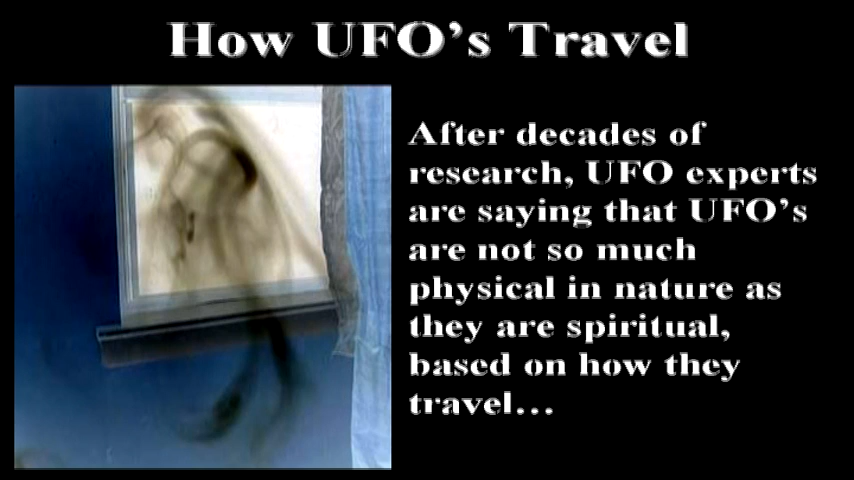 How UFO's Travel
After decades of
research, UFO experts
are saying that UFO's
are not so much
physical in nature as
they are spiritual,
based on how they
travel...